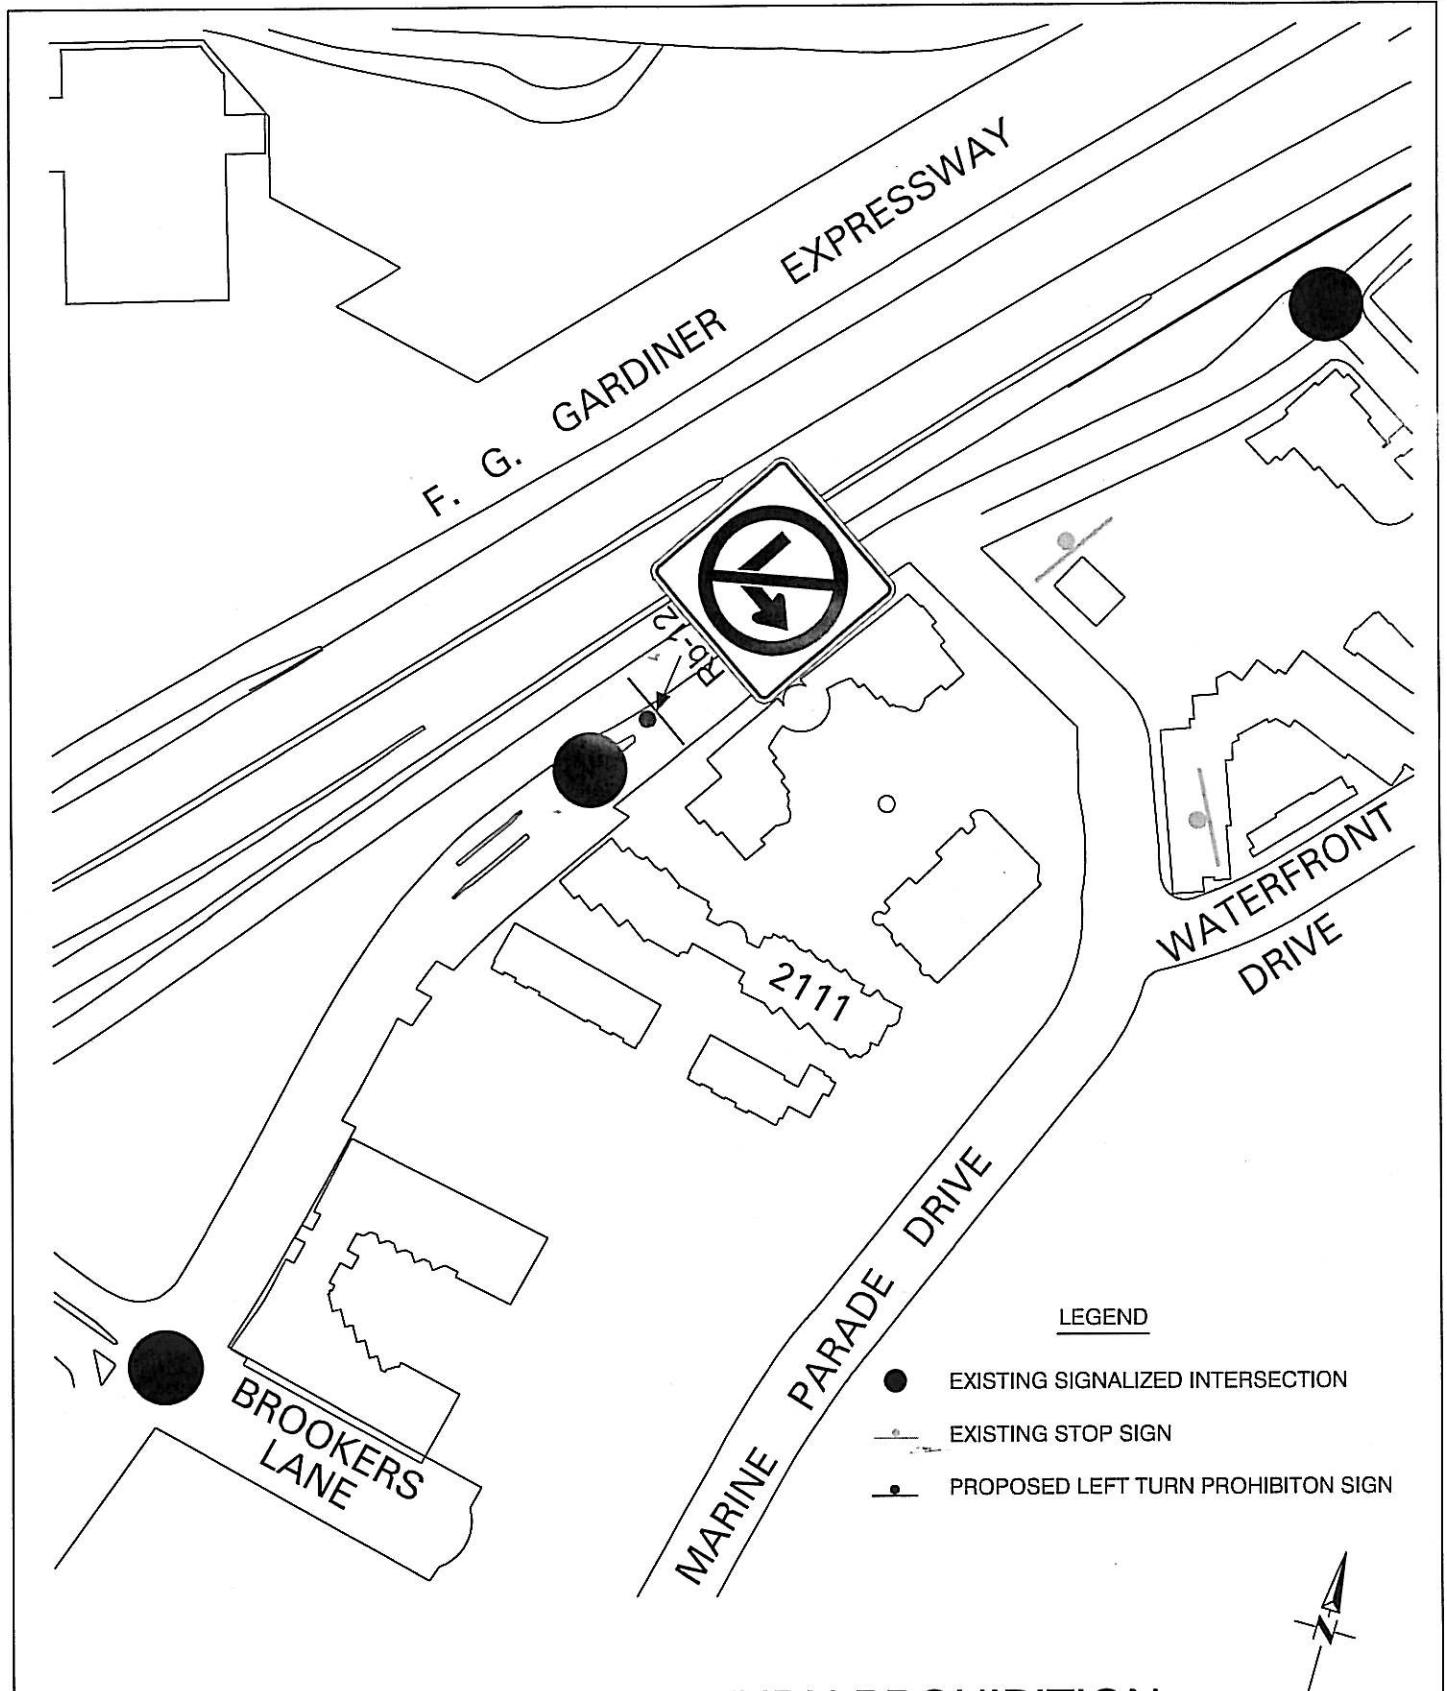 F. G. GARDINER EXPRESSWAY
Rb-12
WATERFRONT
DRIVE
2111
MARINE PARADE DRIVE
BROOKERS
LANE
LEGEND
EXISTING SIGNALIZED INTERSECTION
EXISTING STOP SIGN
PROPOSED LEFT TURN PROHIBITON SIGN
N
PROHIBITION